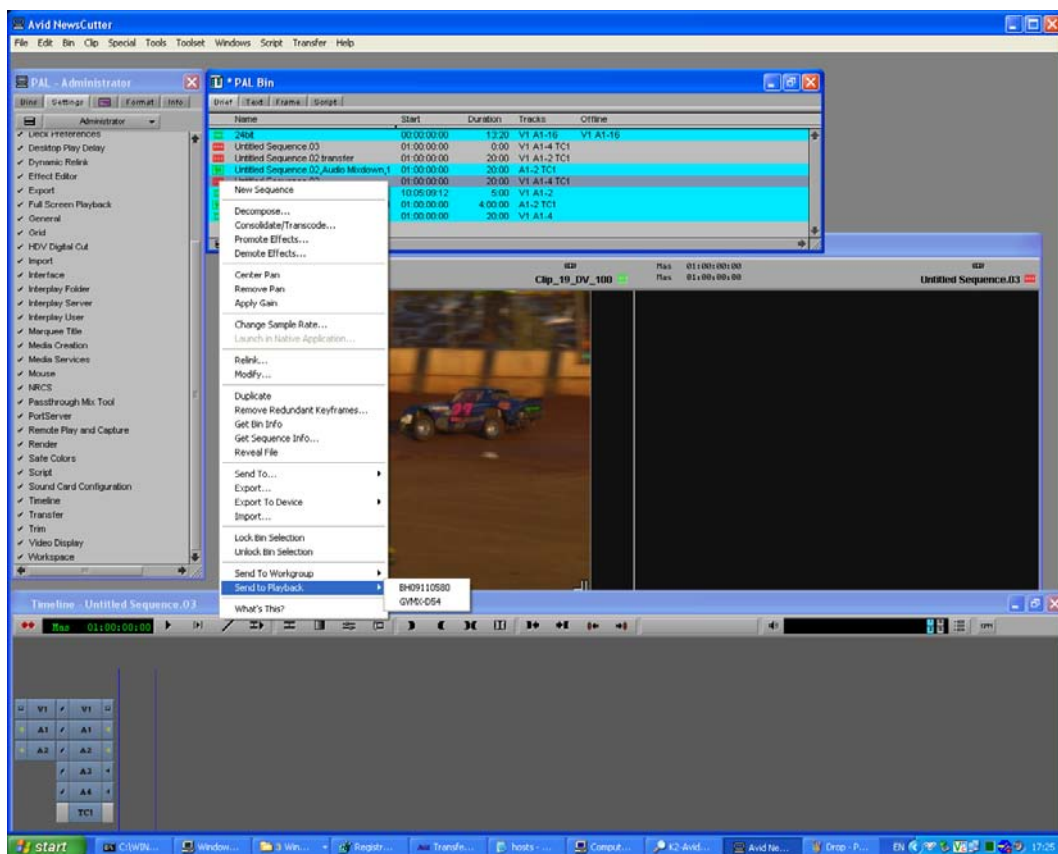 Avid NewsCutter
File Edit Bin Clip Special Tools Toolset Windows Script Transfer Help
PAL - Administrator
Bins Settings Format Info
Administrator
Deck Preferences
Desktop Play Delay
Dynamic Relink
Effect Editor
Export
Full Screen Playback
General
Grid
HDV Digital Cut
Import
Interface
Interplay Folder
Interplay Server
Interplay User
Marquee Title
Media Creation
Media Services
Mouse
NRCS
Passthrough Mix Tool
PortServer
Remote Play and Capture
Render
Safe Colors
Script
Sound Card Configuration
Timeline
Transfer
Trim
Video Display
Workspace
* PAL Bin
Brief Text Frame Script
Name Start Duration Tracks Offline
24bit 00:00:00:00 13:20 V1 A1-16 V1 A1-16
Untitled Sequence.03 01:00:00:00 0:00 V1 A1-4 TC1
Untitled Sequence.02 transfer 01:00:00:00 20:00 V1 A1-2 TC1
Untitled Sequence.02,Audio Mixdown,1 01:00:00:00 20:00 A1-2 TC1
01:00:00:00 20:00 V1 A1-4 TC1
10:05:09:12 5:00 V1 A1-2
01:00:00:00 4:00:00 A1-2 TC1
01:00:00:00 20:00 V1 A1-4
New Sequence
Decompose...
Consolidate/Transcode...
Promote Effects...
Demote Effects...
Center Pan
Remove Pan
Apply Gain
Change Sample Rate...
Launch in Native Application...
Relink...
Modify...
Duplicate
Remove Redundant Keyframes...
Get Bin Info
Get Sequence Info...
Reveal File
Send To...
Export...
Export To Device
Import...
Lock Bin Selection
Unlock Bin Selection
Send To Workgroup
Send to Playback
What's This?
BH09110580
GVMX-D54
Clip_19_DV_100
Mas 01:00:00:00
Mas 01:00:00:00
Untitled Sequence.03
27
Timeline - Untitled Sequence.03
Mas 01:00:00:00
V1 V1
A1 A1
A2 A2
A3
A4
TC1
start C:\WIN... Window... 3 Win... Registr... Transfe... hosts - ... Comput... K2-Avid... Avid Ne... Drop - P... EN 17:25